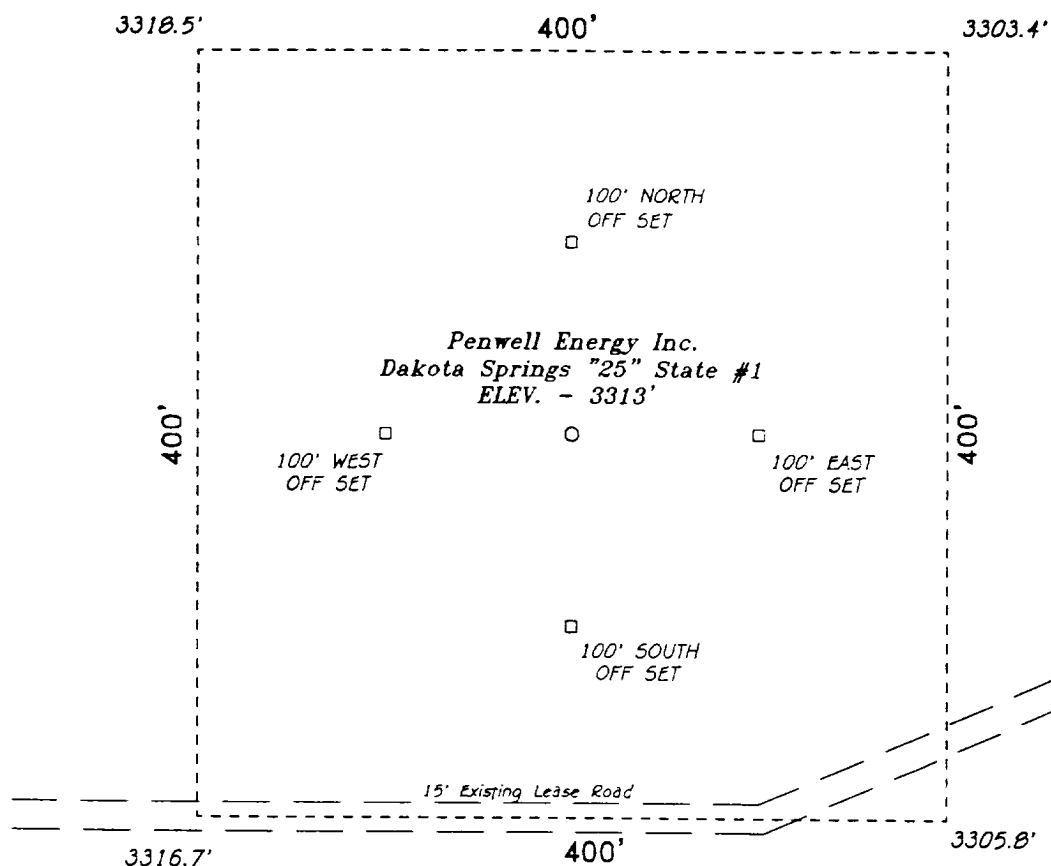 3318.5' 400' 3303.4'
100' NORTH
OFF SET
Penwell Energy Inc.
Dakota Springs "25" State #1
ELEV. - 3313'
400'
400'
100' WEST
OFF SET
100' EAST
OFF SET
100' SOUTH
OFF SET
15' Existing Lease Road
3316.7' 400' 3305.8'